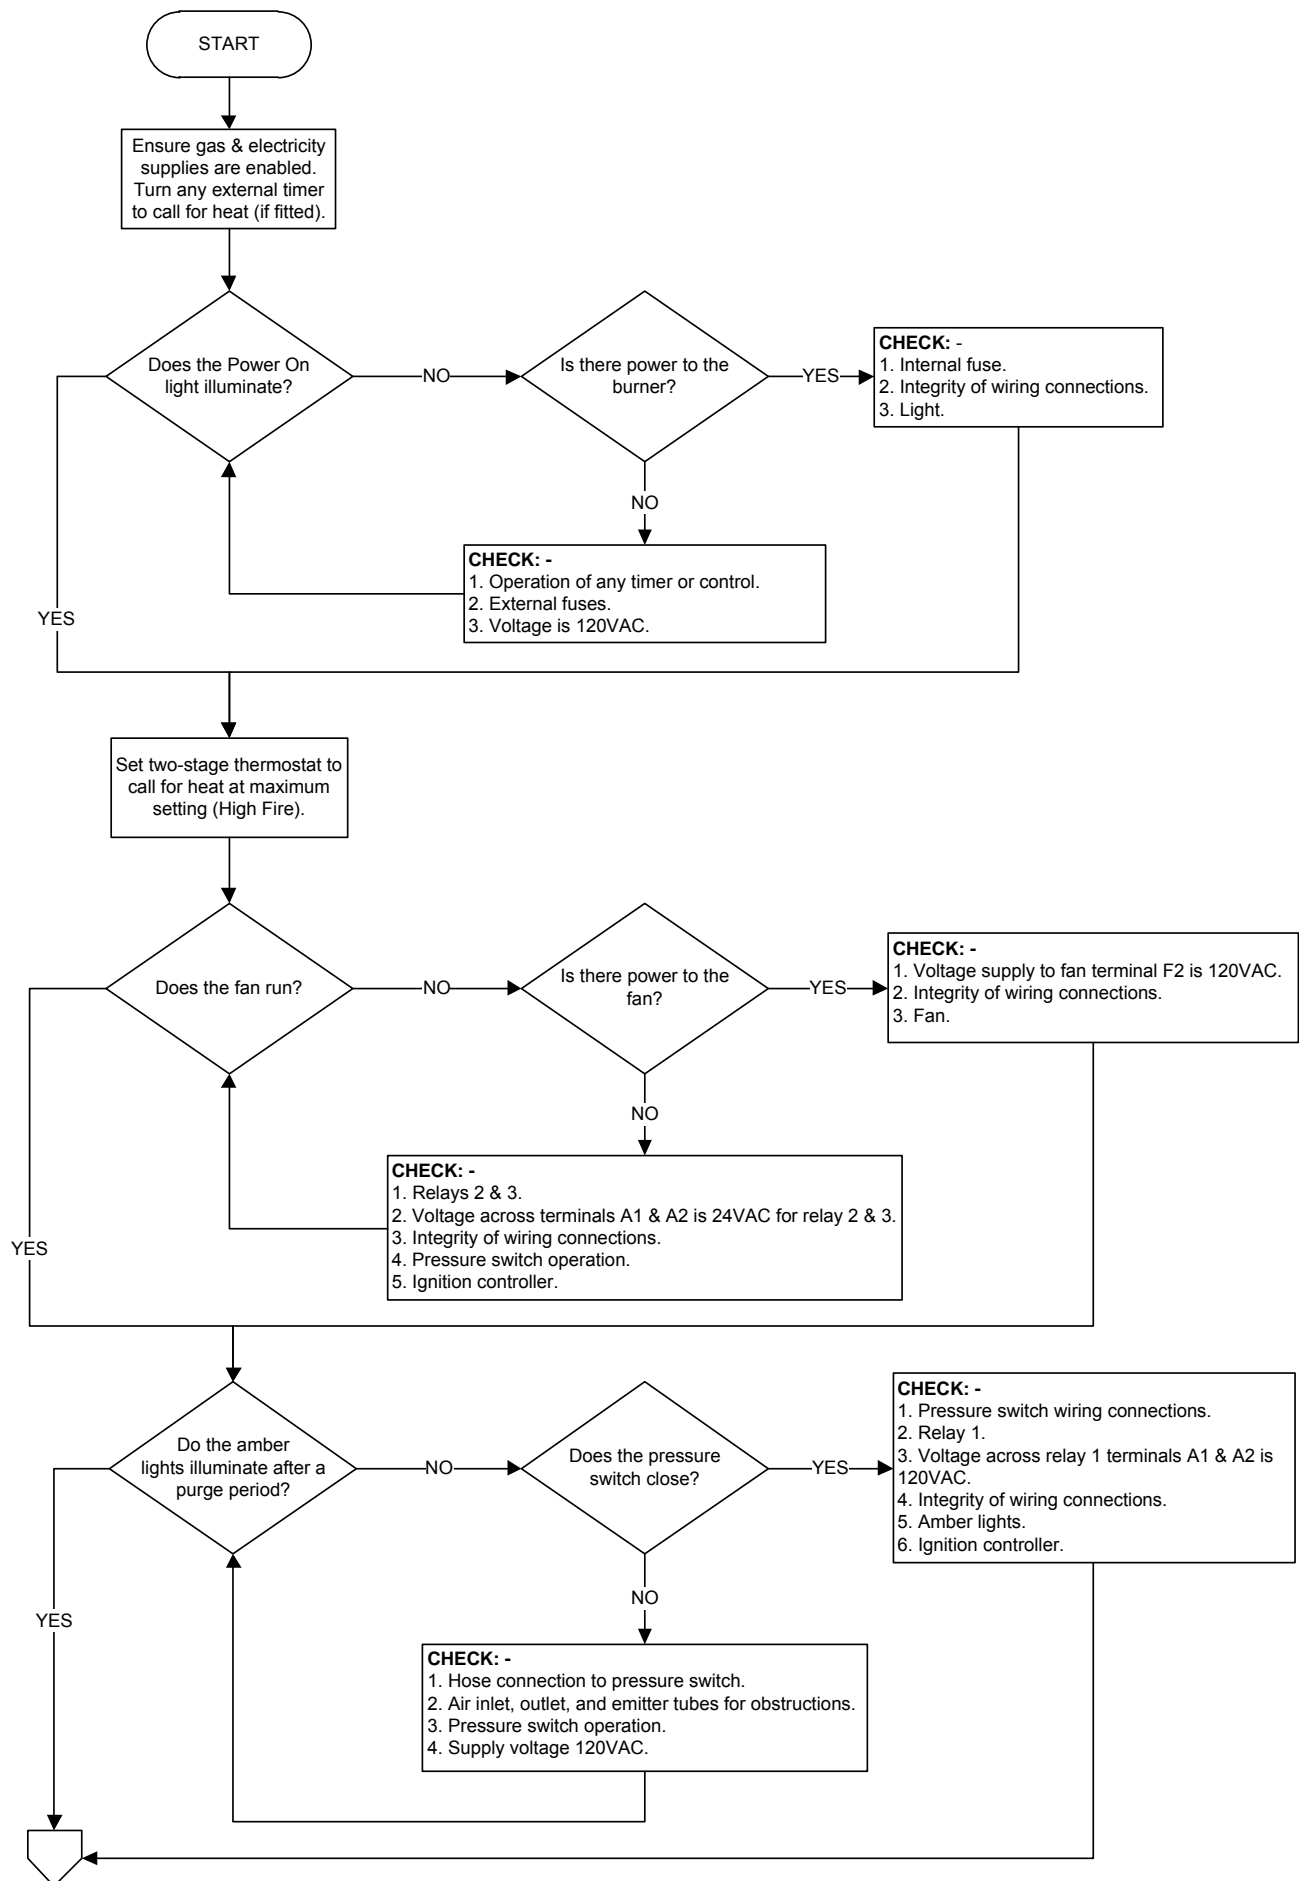 START
Ensure gas & electricity
supplies are enabled.
Turn any external timer
to call for heat (if fitted).
Does the Power On
light illuminate?
NO
Is there power to the
burner?
YES
CHECK: -
1. Internal fuse.
2. Integrity of wiring connections.
3. Light.
NO
CHECK: -
1. Operation of any timer or control.
2. External fuses.
3. Voltage is 120VAC.
YES
Set two-stage thermostat to
call for heat at maximum
setting (High Fire).
Does the fan run?
NO
Is there power to the
fan?
YES
CHECK: -
1. Voltage supply to fan terminal F2 is 120VAC.
2. Integrity of wiring connections.
3. Fan.
NO
CHECK: -
1. Relays 2 & 3.
2. Voltage across terminals A1 & A2 is 24VAC for relay 2 & 3.
3. Integrity of wiring connections.
4. Pressure switch operation.
5. Ignition controller.
YES
Do the amber
lights illuminate after a
purge period?
NO
Does the pressure
switch close?
YES
CHECK: -
1. Pressure switch wiring connections.
2. Relay 1.
3. Voltage across relay 1 terminals A1 & A2 is
120VAC.
4. Integrity of wiring connections.
5. Amber lights.
6. Ignition controller.
NO
YES
CHECK: -
1. Hose connection to pressure switch.
2. Air inlet, outlet, and emitter tubes for obstructions.
3. Pressure switch operation.
4. Supply voltage 120VAC.